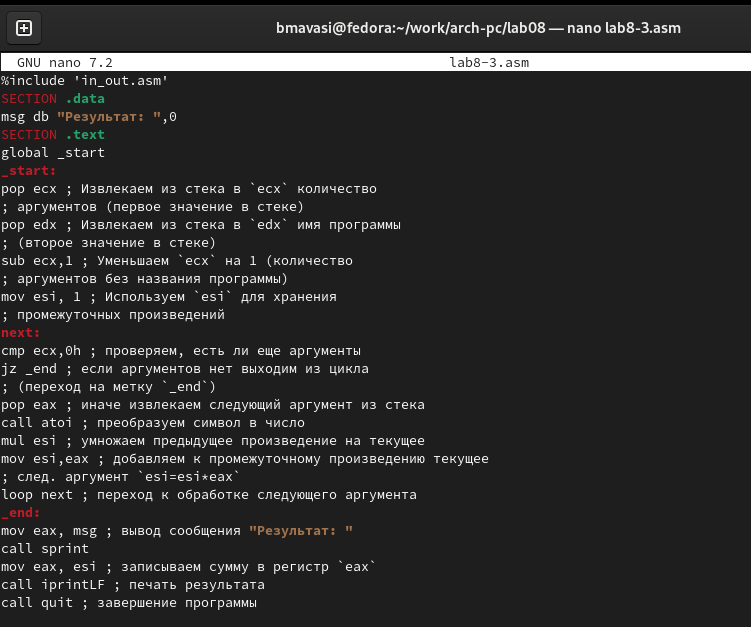 bmavasi@fedora:~/work/arch-pc/lab08 — nano lab8-3.asm
GNU nano 7.2 lab8-3.asm
%include 'in_out.asm'
SECTION .data
msg db "Результат: ",0
SECTION .text
global _start
_start:
pop ecx ; Извлекаем из стека в `ecx` количество
; аргументов (первое значение в стеке)
pop edx ; Извлекаем из стека в `edx` имя программы
; (второе значение в стеке)
sub ecx,1 ; Уменьшаем `ecx` на 1 (количество
; аргументов без названия программы)
mov esi, 1 ; Используем `esi` для хранения
; промежуточных произведений
next:
cmp ecx,0h ; проверяем, есть ли еще аргументы
jz _end ; если аргументов нет выходим из цикла
; (переход на метку `_end`)
pop eax ; иначе извлекаем следующий аргумент из стека
call atoi ; преобразуем символ в число
mul esi ; умножаем предыдущее произведение на текущее
mov esi,eax ; добавляем к промежуточному произведению текущее
; след. аргумент `esi=esi*eax`
loop next ; переход к обработке следующего аргумента
_end:
mov eax, msg ; вывод сообщения "Результат: "
call sprint
mov eax, esi ; записываем сумму в регистр `eax`
call iprintLF ; печать результата
call quit ; завершение программы